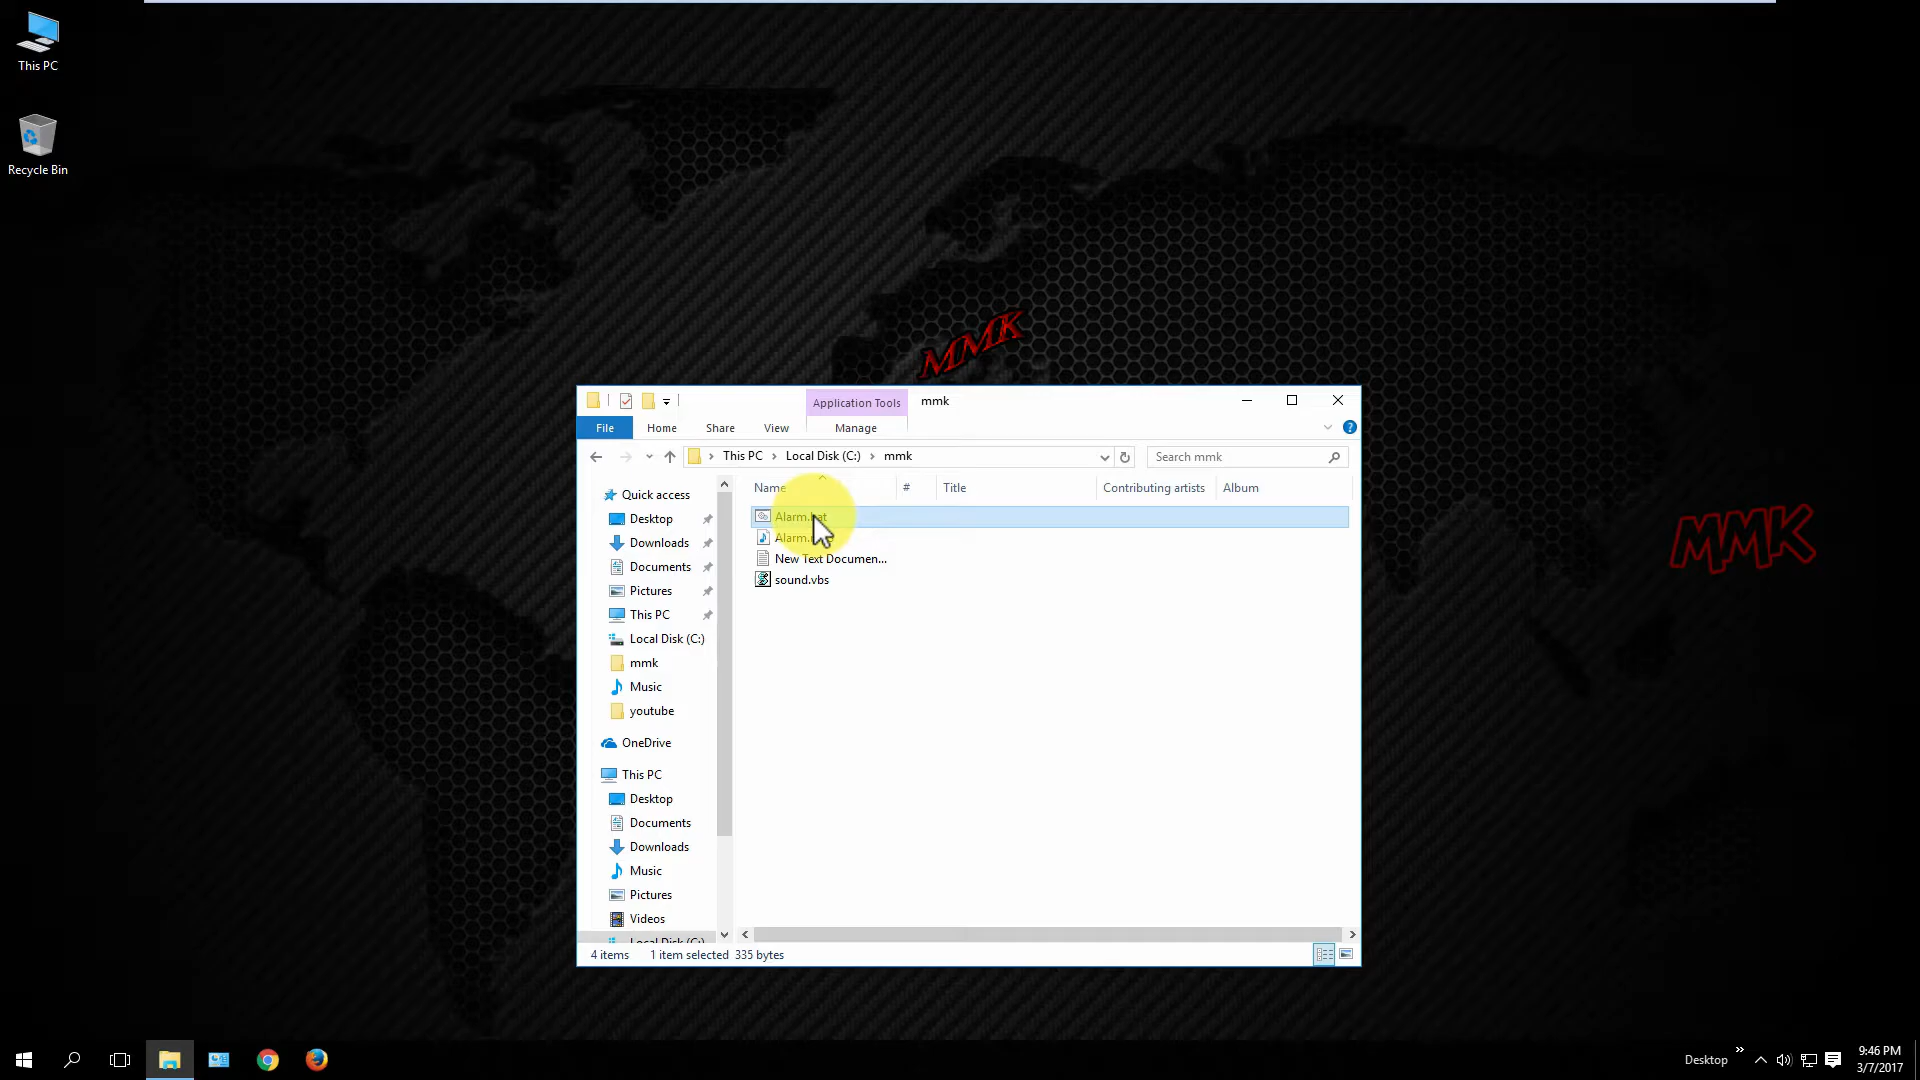 This PC
Recycle Bin
MMK
MMK
Application Tools
mmk
File
Home
Share
View
Manage
This PC
Local Disk (C:)
mmk
Search mmk
Name
#
Title
Contributing artists
Album
Quick access
Desktop
Downloads
Documents
Pictures
This PC
Local Disk (C:)
mmk
Music
youtube
OneDrive
This PC
Desktop
Documents
Downloads
Music
Pictures
Videos
Local Disk (C:)
Alarm.bat
New Text Documen...
sound.vbs
4 items
1 item selected
335 bytes
Desktop
9:46 PM
3/7/2017